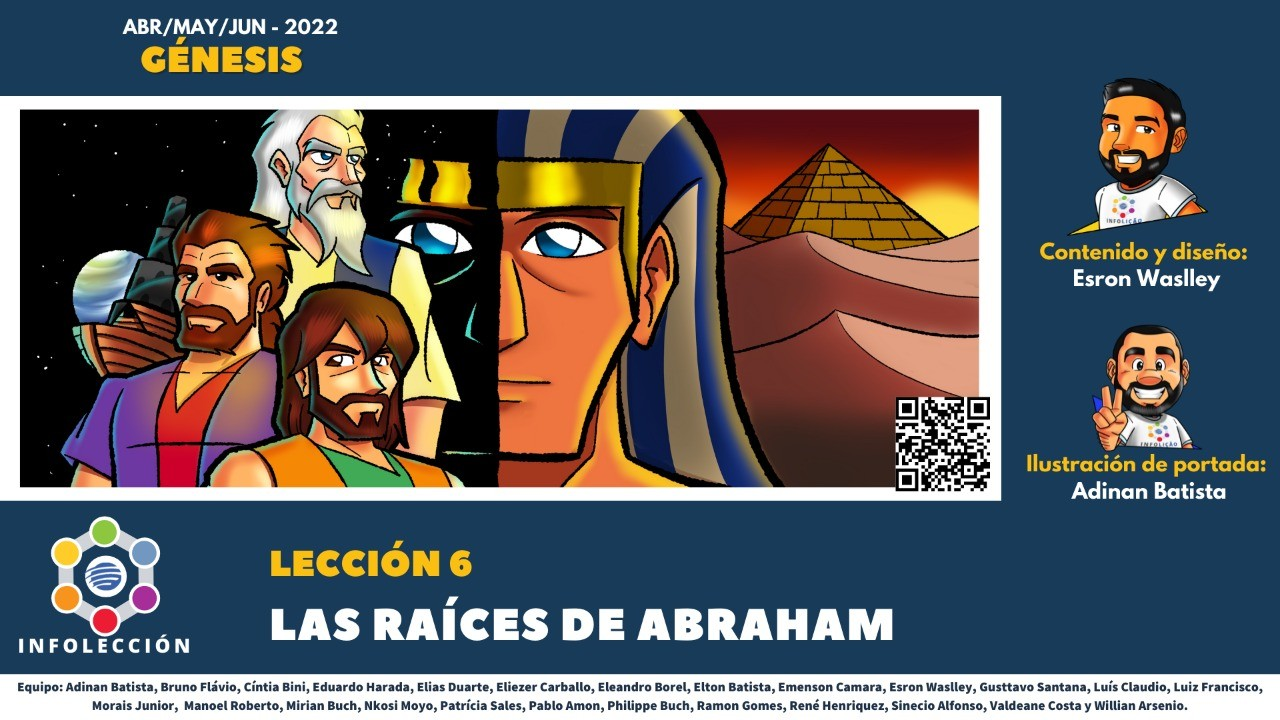 ABR/MAY/JUN - 2022
GÉNESIS
INFOLIÇÃO
Contenido y diseño:
Esron Waslley
INFOLIÇÃO
Ilustración de portada:
Adinan Batista
LECCIÓN 6
LAS RAÍCES DE ABRAHAM
INFOLECCIÓN
Equipo: Adinan Batista, Bruno Flávio, Cíntia Bini, Eduardo Harada, Elias Duarte, Eliezer Carballo, Eleandro Borel, Elton Batista, Emenson Camara, Esron Waslley, Gusttavo Santana, Luís Claudio, Luiz Francisco,
Morais Junior, Manoel Roberto, Mirian Buch, Nkosi Moyo, Patrícia Sales, Pablo Amon, Philippe Buch, Ramon Gomes, René Henriquez, Sinecio Alfonso, Valdeane Costa y Willian Arsenio.